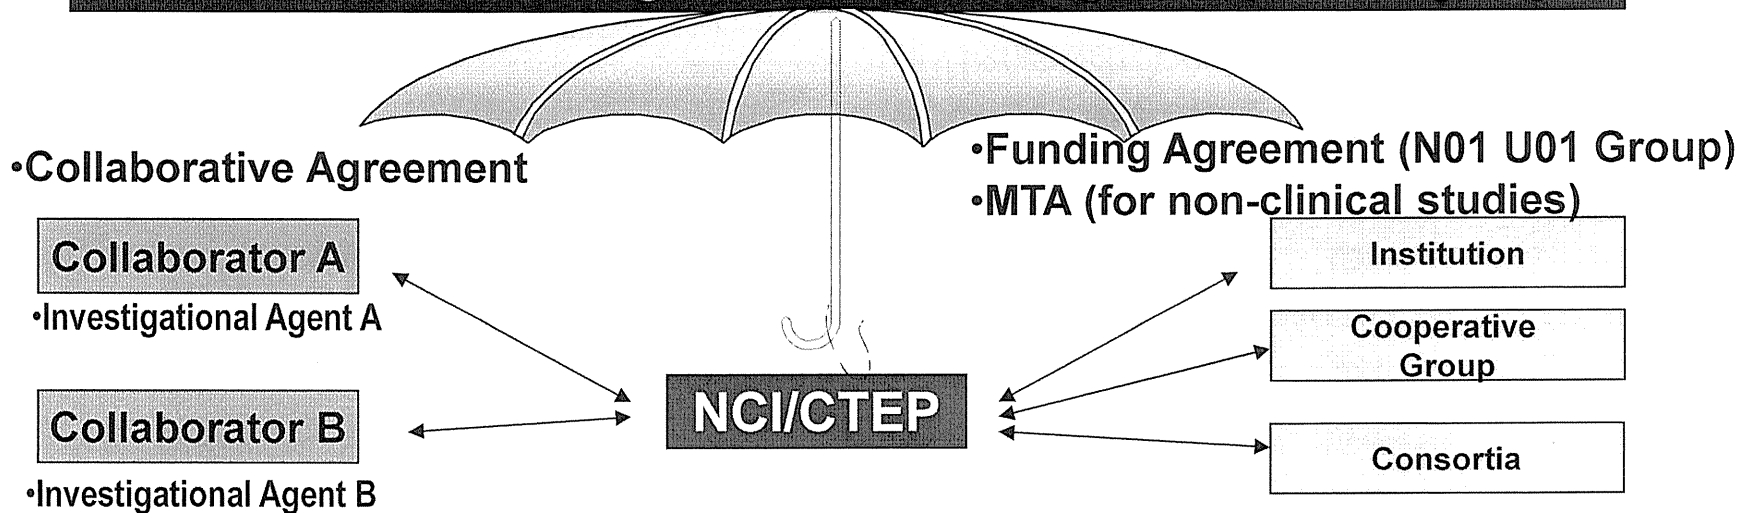 •Collaborative Agreement
•Funding Agreement (N01 U01 Group)
•MTA (for non-clinical studies)
Collaborator A
•Investigational Agent A
Collaborator B
•Investigational Agent B
NCI/CTEP
Institution
Cooperative
Group
Consortia